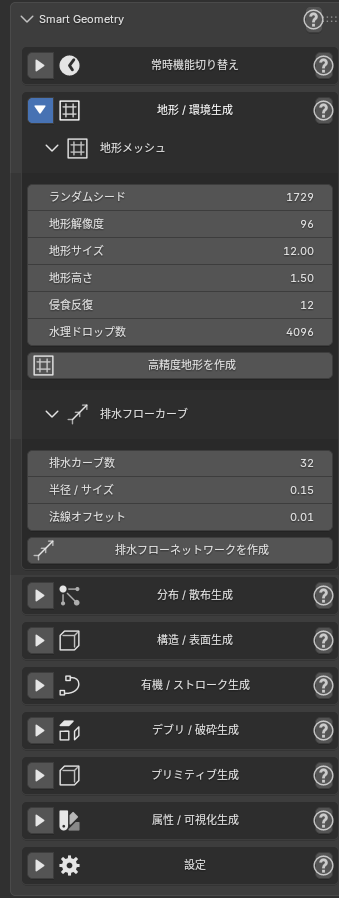 Smart Geometry
常時機能切り替え
地形 / 環境生成
地形メッシュ
ランダムシード 1729
地形解像度 96
地形サイズ 12.00
地形高さ 1.50
侵食反復 12
水理ドロップ数 4096
高精度地形を作成
排水フローカーブ
排水カーブ数 32
半径 / サイズ 0.15
法線オフセット 0.01
排水フローネットワークを作成
分布 / 散布生成
構造 / 表面生成
有機 / ストローク生成
デブリ / 破砕生成
プリミティブ生成
属性 / 可視化生成
設定